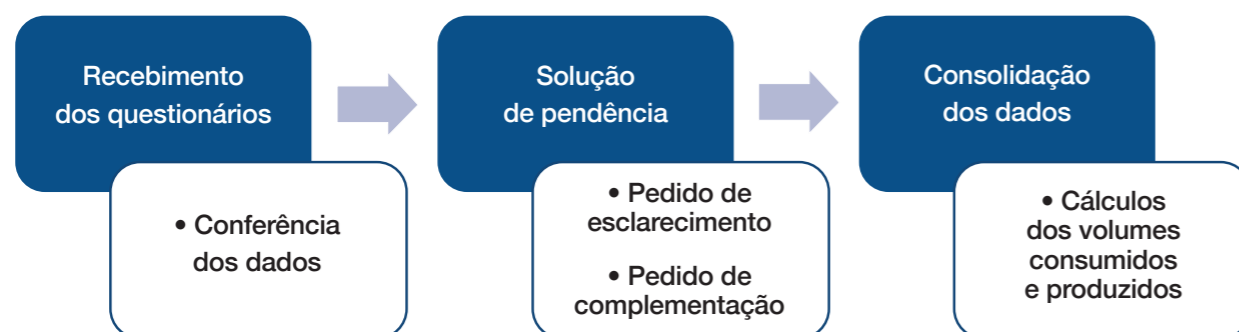 Recebimento
dos questionários
• Conferência
dos dados
Solução
de pendência
• Pedido de
esclarecimento
• Pedido de
complementação
Consolidação
dos dados
• Cálculos
dos volumes
consumidos
e produzidos